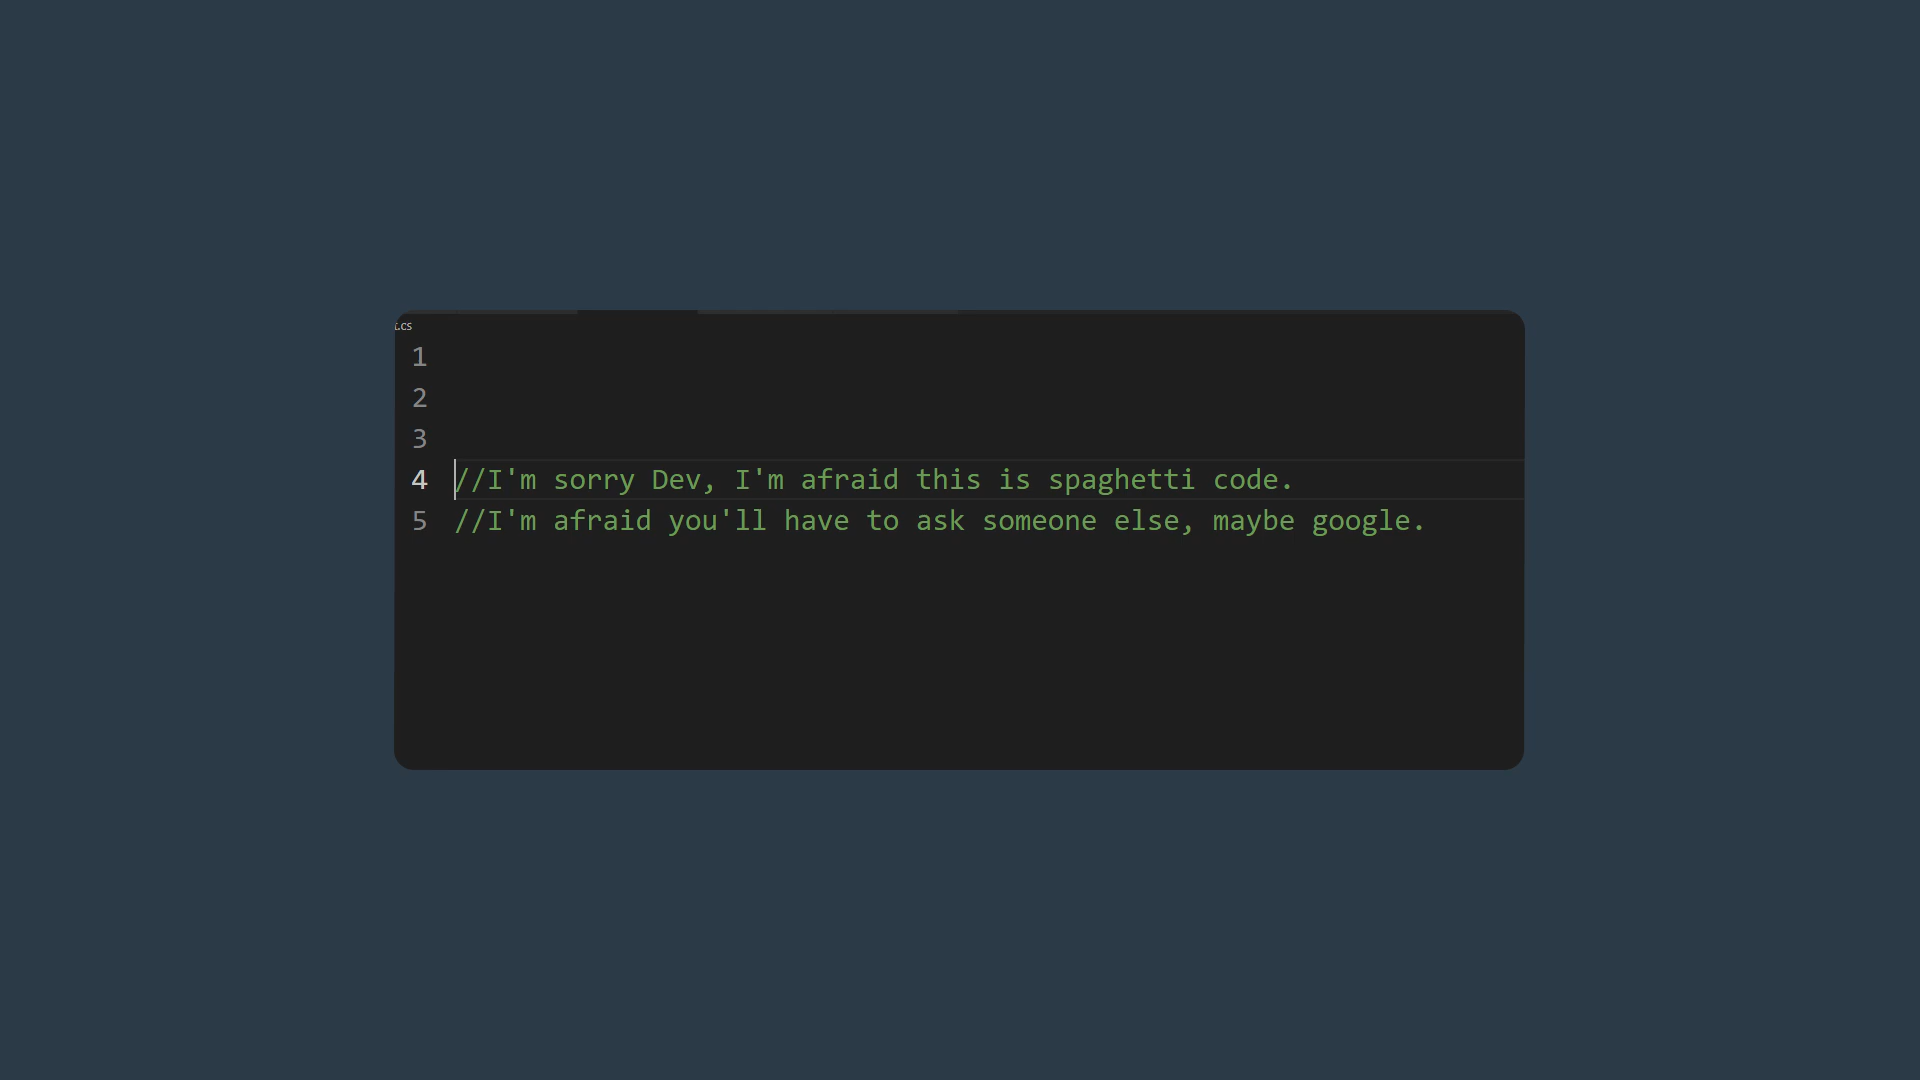 .cs
1
2
3
4 //I'm sorry Dev, I'm afraid this is spaghetti code.
5 //I'm afraid you'll have to ask someone else, maybe google.